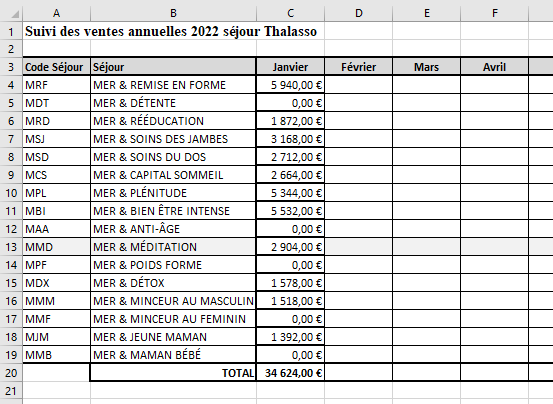 A B C D E F
1 Suivi des ventes annuelles 2022 séjour Thalasso
2
3 Code Séjour Séjour Janvier Février Mars Avril
4 MRF MER & REMISE EN FORME 5 940,00 €
5 MDT MER & DÉTENTE 0,00 €
6 MRD MER & RÉÉDUCATION 1 872,00 €
7 MSJ MER & SOINS DES JAMBES 3 168,00 €
8 MSD MER & SOINS DU DOS 2 712,00 €
9 MCS MER & CAPITAL SOMMEIL 2 664,00 €
10 MPL MER & PLÉNITUDE 5 344,00 €
11 MBI MER & BIEN ÊTRE INTENSE 5 532,00 €
12 MAA MER & ANTI-ÂGE 0,00 €
13 MMD MER & MÉDITATION 2 904,00 €
14 MPF MER & POIDS FORME 0,00 €
15 MDX MER & DÉTOX 1 578,00 €
16 MMM MER & MINCEUR AU MASCULIN 1 518,00 €
17 MMF MER & MINCEUR AU FEMININ 0,00 €
18 MJM MER & JEUNE MAMAN 1 392,00 €
19 MMB MER & MAMAN BÉBÉ 0,00 €
20 TOTAL 34 624,00 €
21